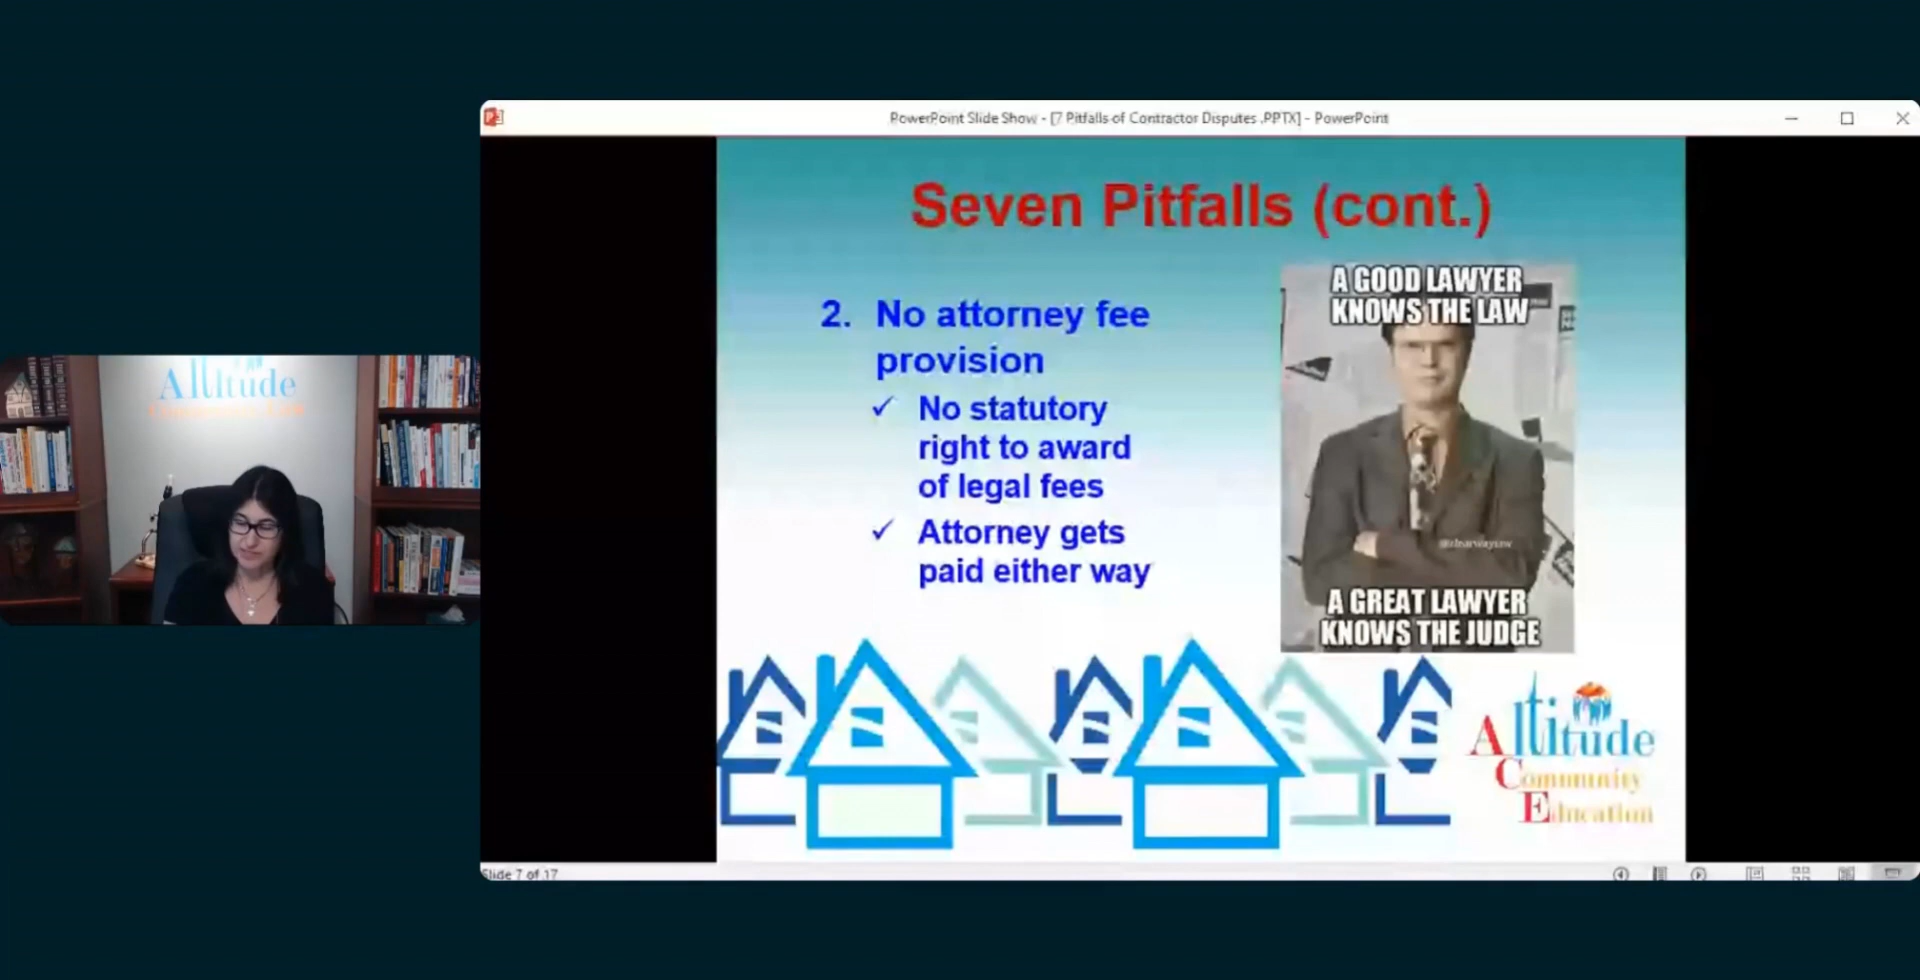 PowerPoint Slide Show - [7 Pitfalls of Contractor Disputes .PPTX] - PowerPoint
Seven Pitfalls (cont.)
2. No attorney fee
provision
✓ No statutory
right to award
of legal fees
✓ Attorney gets
paid either way
A GOOD LAWYER
KNOWS THE LAW
@clearwaylaw
A GREAT LAWYER
KNOWS THE JUDGE
Altitude
Community
Education
Slide 7 of 17
Altitude